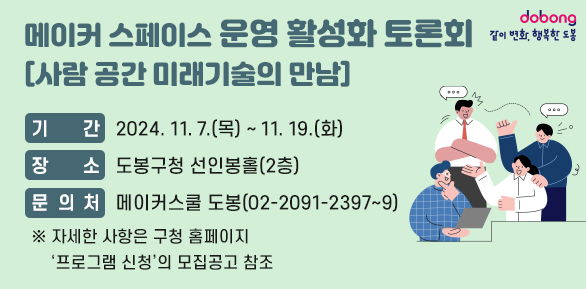 dobong
같이 변화, 행복한 도봉
메이커 스페이스 운영 활성화 토론회
[사람 공간 미래기술의 만남]
기 간 2024. 11. 7.(목) ~ 11. 19.(화)
장 소 도봉구청 선인봉홀(2층)
문 의 처 메이커스쿨 도봉(02-2091-2397~9)
※ 자세한 사항은 구청 홈페이지
‘프로그램 신청’의 모집공고 참조